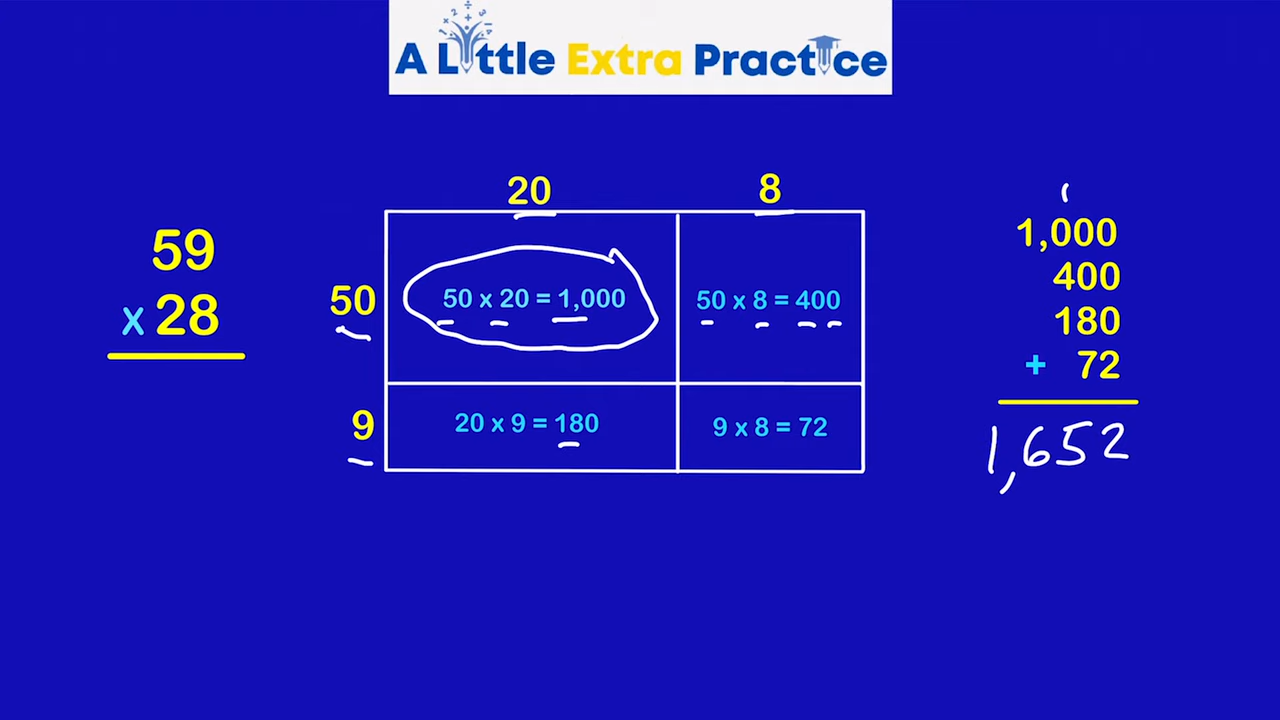 A Little Extra Practice
59
x 28
20 8
50
50 x 20 = 1,000
50 x 8 = 400
9
20 x 9 = 180
9 x 8 = 72
1
1,000
400
180
+ 72
1,652